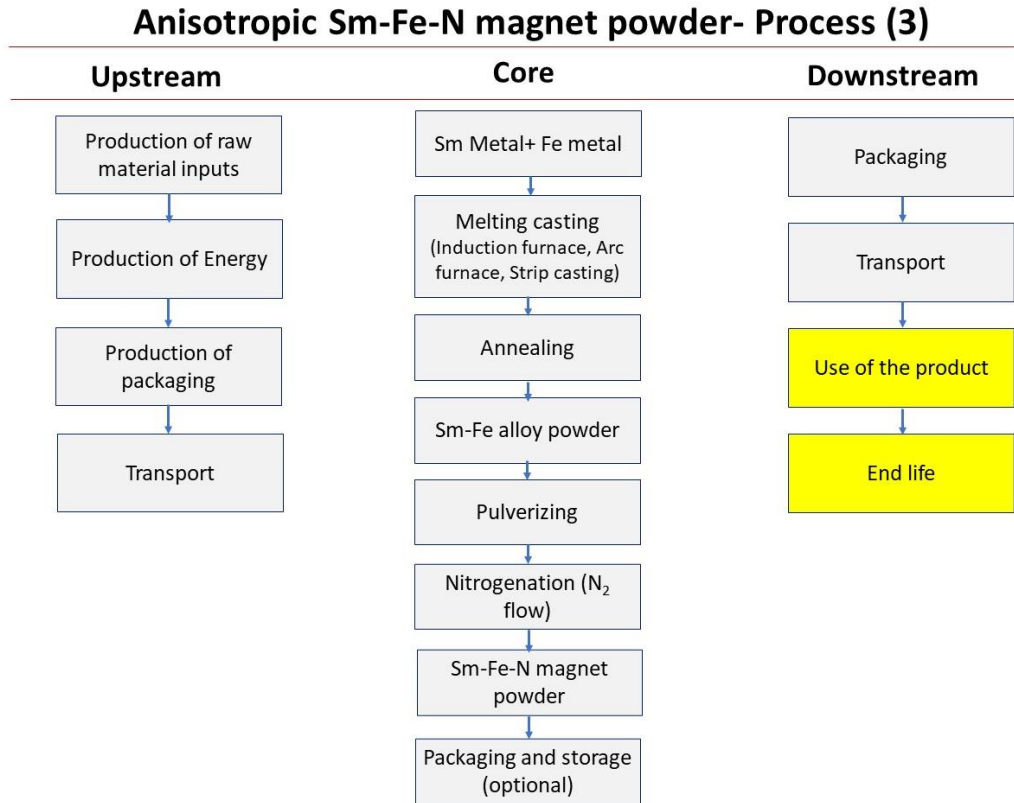 Anisotropic Sm-Fe-N magnet powder- Process (3)
Upstream
Core
Downstream
Production of raw
material inputs
Production of Energy
Production of
packaging
Transport
Sm Metal+ Fe metal
Melting casting
(Induction furnace, Arc
furnace, Strip casting)
Annealing
Sm-Fe alloy powder
Pulverizing
Nitrogenation (N₂
flow)
Sm-Fe-N magnet
powder
Packaging and storage
(optional)
Packaging
Transport
Use of the product
End life